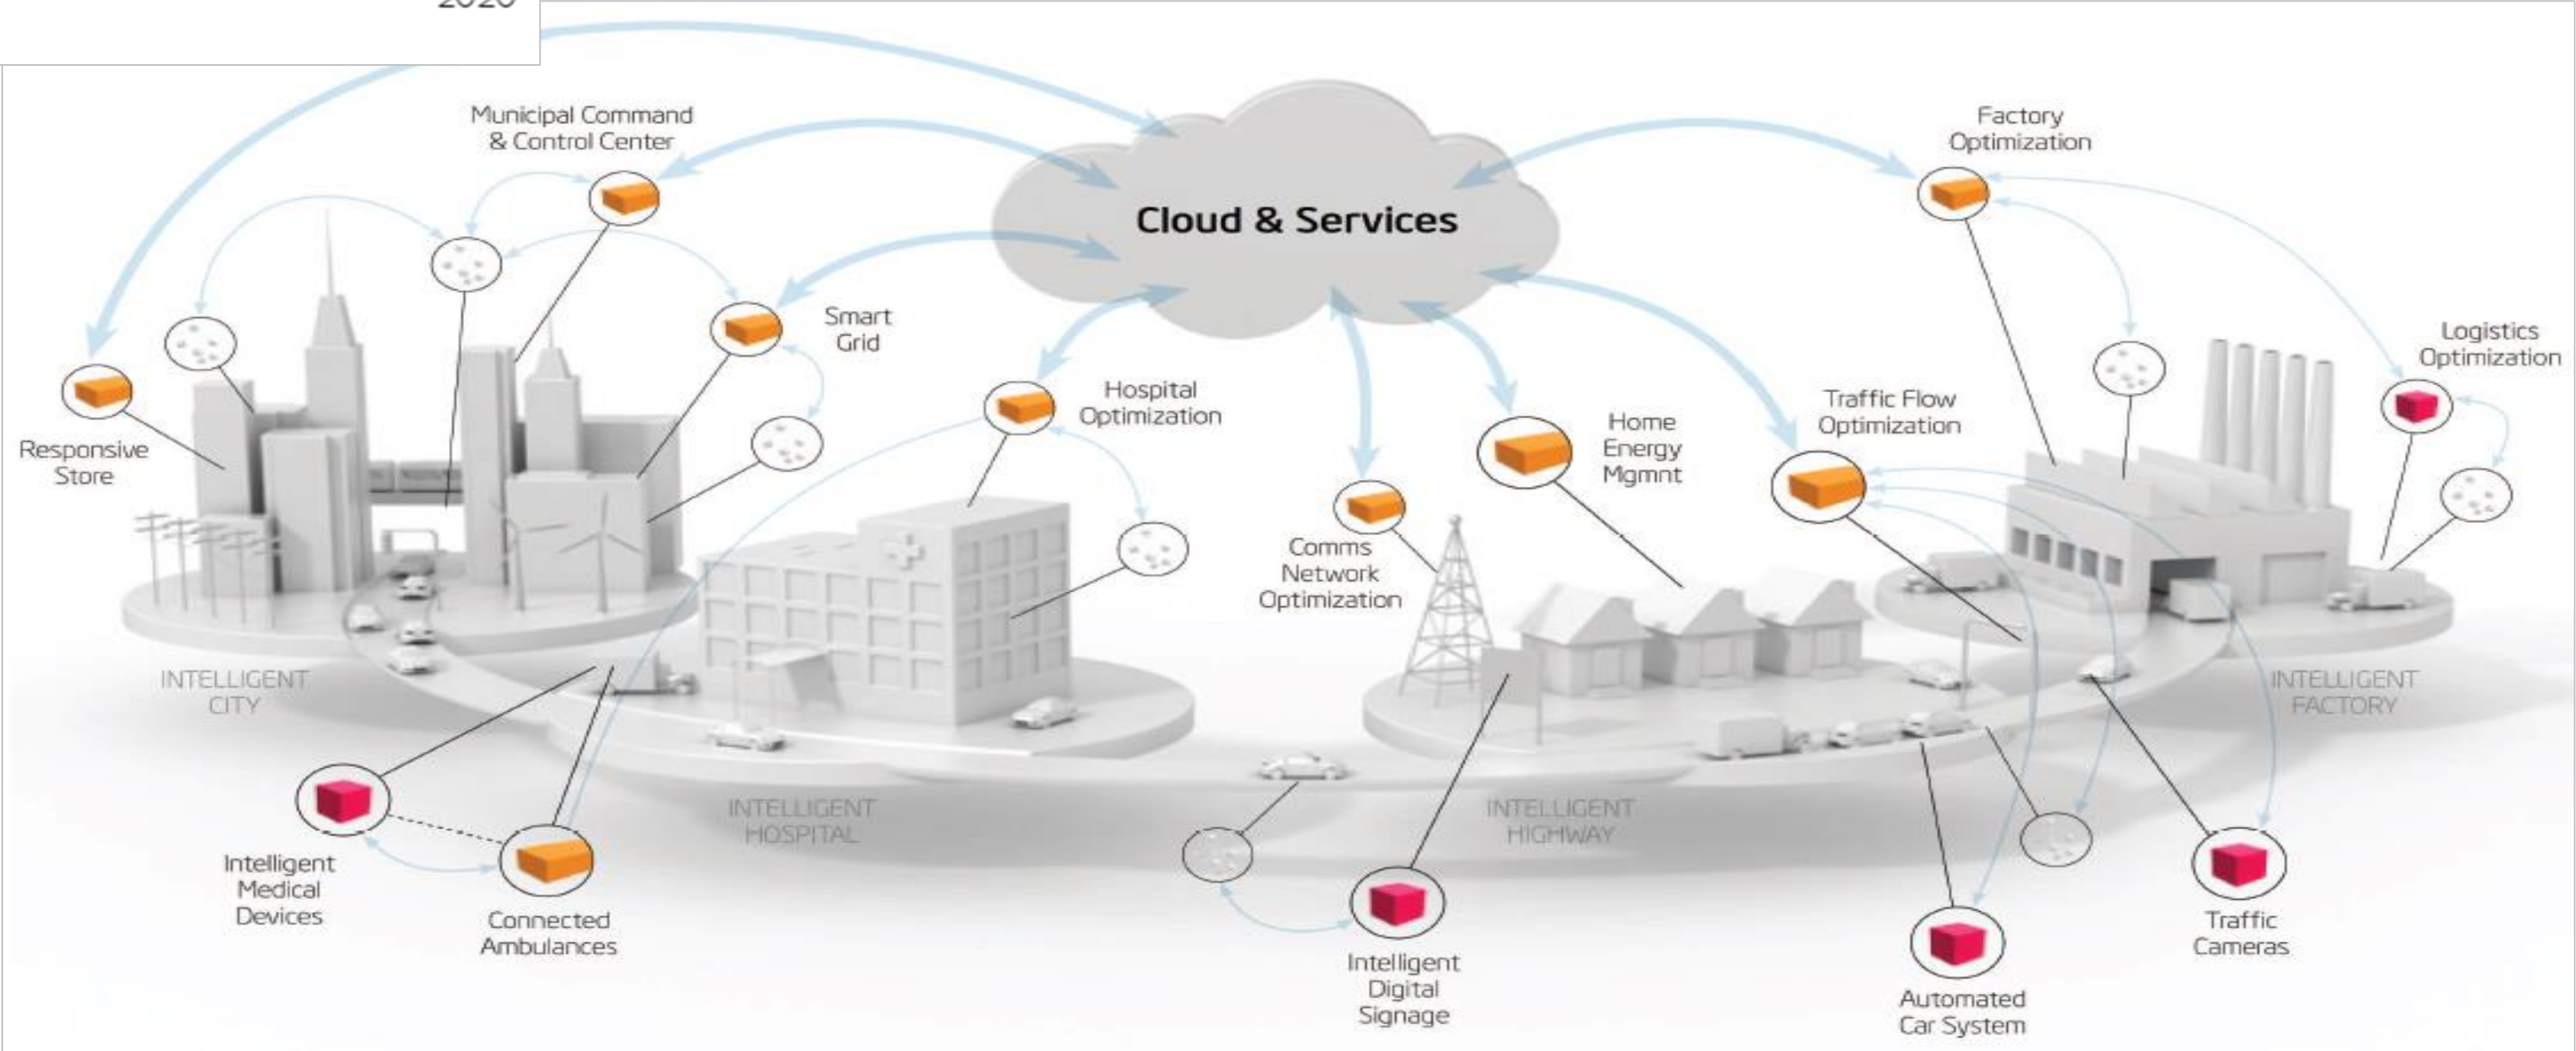 2020
Municipal Command
& Control Center
Factory
Optimization
Cloud & Services
Smart
Grid
Logistics
Optimization
Hospital
Optimization
Traffic Flow
Optimization
Home
Energy
Mgmnt
Responsive
Store
Comms
Network
Optimization
INTELLIGENT
CITY
INTELLIGENT
FACTORY
INTELLIGENT
HOSPITAL
INTELLIGENT
HIGHWAY
Intelligent
Medical
Devices
Connected
Ambulances
Intelligent
Digital
Signage
Traffic
Cameras
Automated
Car System